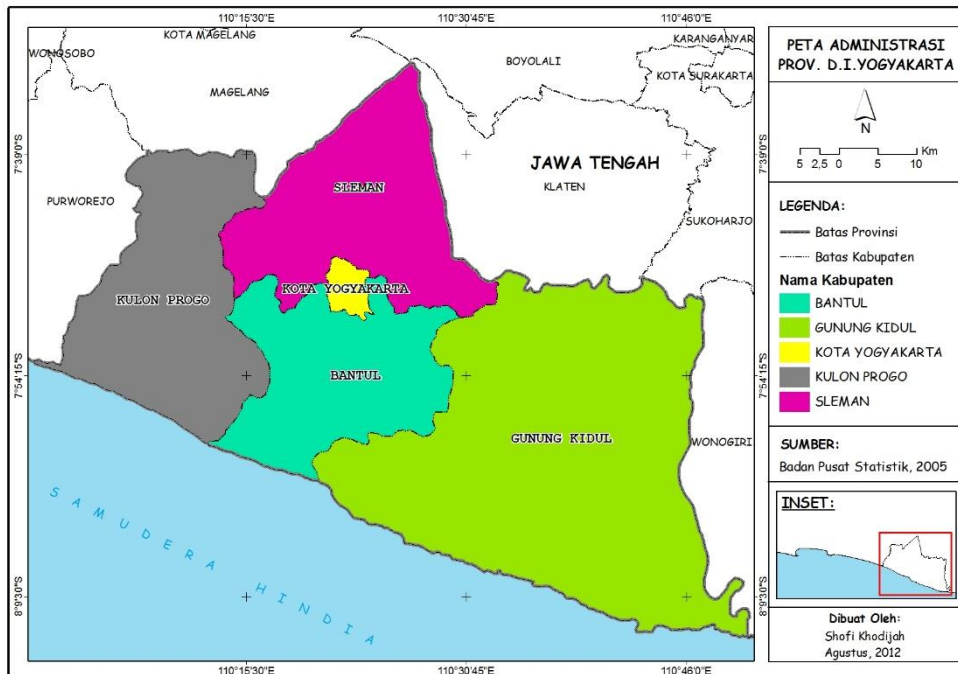 110°15'30"E
110°30'45"E
110°46'0"E
WONOSOBO
KOTA MAGELANG
MAGELANG
BOYOLALI
KARANGANYAR
KOTA SURAKARTA
7°39'0"S
7°39'0"S
JAWA TENGAH
KLATEN
PURWOREJO
SLEMAN
SUKOHARJO
KOTA YOGYAKARTA
KULON PROGO
7°54'15"S
7°54'15"S
BANTUL
GUNUNG KIDUL
WONOGIRI
SAMUDERA HINDIA
8°9'30"S
8°9'30"S
110°15'30"E
110°30'45"E
110°46'0"E
PETA ADMINISTRASI
PROV. D.I.YOGYAKARTA
N
5 2,5 0 5 10 Km
LEGENDA:
Batas Provinsi
Batas Kabupaten
Nama Kabupaten
BANTUL
GUNUNG KIDUL
KOTA YOGYAKARTA
KULON PROGO
SLEMAN
SUMBER:
Badan Pusat Statistik, 2005
INSET:
Dibuat Oleh:
Shofi Khodijah
Agustus, 2012